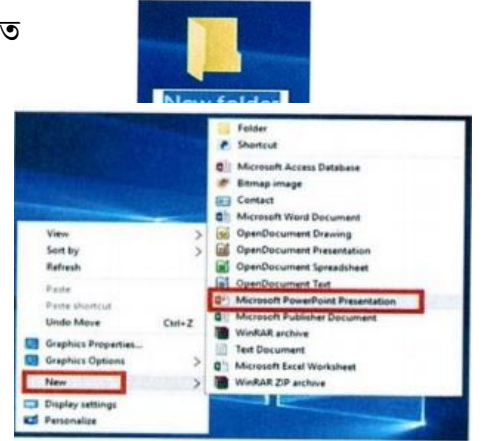 ত
New folder
Folder
Shortcut
Microsoft Access Database
Bitmap image
Contact
Microsoft Word Document
OpenDocument Drawing
OpenDocument Presentation
OpenDocument Spreadsheet
OpenDocument Text
Microsoft PowerPoint Presentation
Microsoft Publisher Document
WinRAR archive
Text Document
Microsoft Excel Worksheet
WinRAR ZIP archive
View
Sort by
Refresh
Paste
Paste shortcut
Undo Move Ctrl+Z
Graphics Properties...
Graphics Options
New
Display settings
Personalize